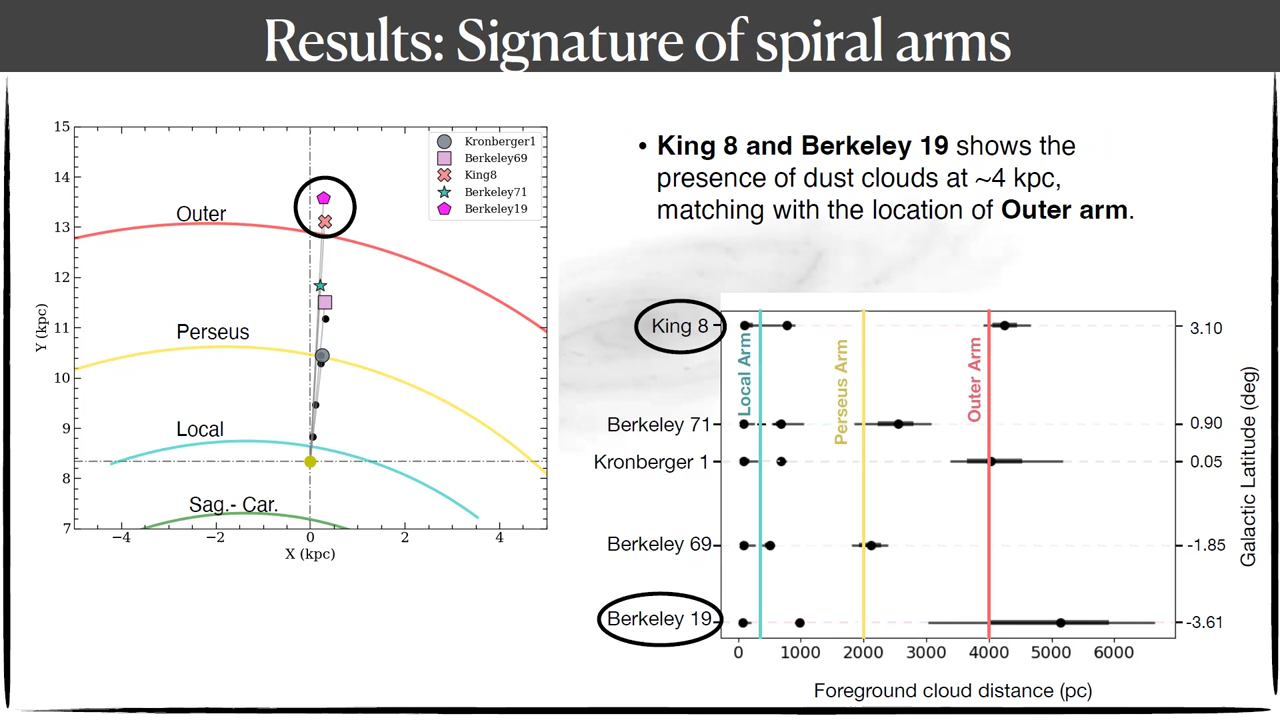 Results: Signature of spiral arms
• King 8 and Berkeley 19 shows the
presence of dust clouds at ~4 kpc,
matching with the location of Outer arm.
15
14
13
12
11
10
9
8
7
Y (kpc)
−4
−2
0
2
4
X (kpc)
Kronberger1
Berkeley69
King8
Berkeley71
Berkeley19
Outer
Perseus
Local
Sag.- Car.
King 8
Berkeley 71
Kronberger 1
Berkeley 69
Berkeley 19
Local Arm
Perseus Arm
Outer Arm
3.10
0.90
0.05
-1.85
-3.61
Galactic Latitude (deg)
0
1000
2000
3000
4000
5000
6000
Foreground cloud distance (pc)